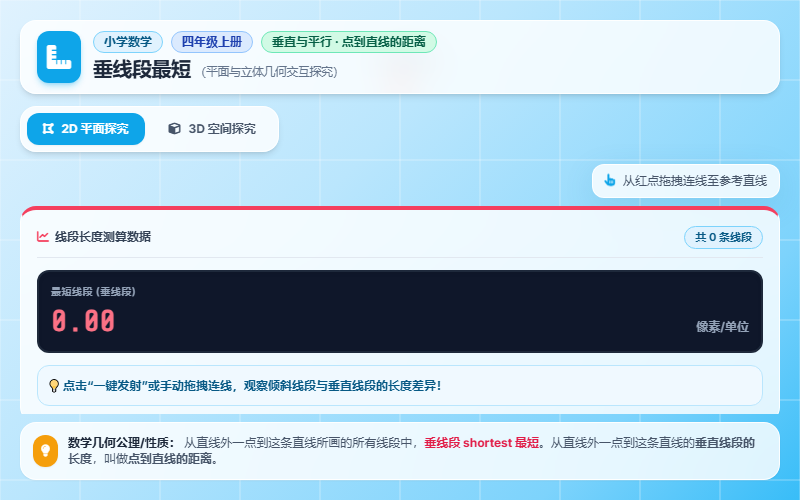 小学数学 四年级上册 垂直与平行 · 点到直线的距离
垂线段最短 (平面与立体几何交互探究)
2D 平面探究 3D 空间探究
从红点拖拽连线至参考直线
线段长度测算数据 共 0 条线段
最短线段 (垂线段)
0.00 像素/单位
点击“一键发射”或手动拖拽连线，观察倾斜线段与垂直线段的长度差异！
数学几何公理/性质： 从直线外一点到这条直线所画的所有线段中，垂线段 shortest 最短。从直线外一点到这条直线的垂直线段的
长度，叫做点到直线的距离。